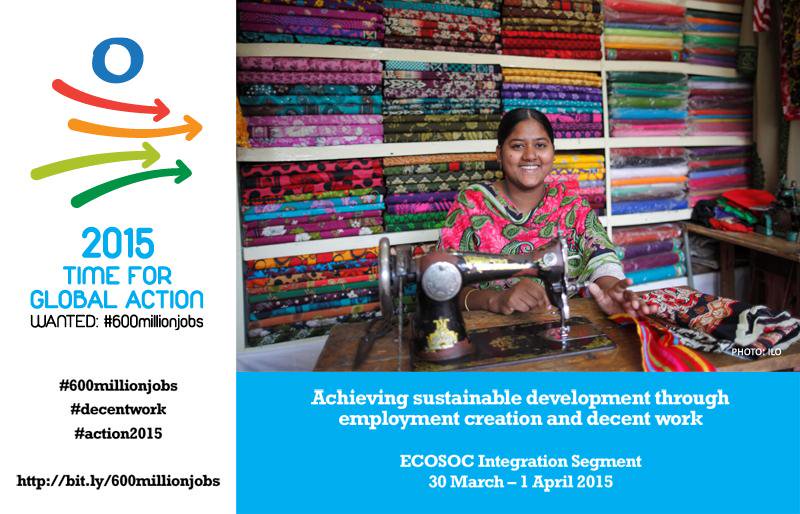 2015
TIME FOR
GLOBAL ACTION
WANTED: #600millionjobs
#600millionjobs
#decentwork
#action2015
http://bit.ly/600millionjobs
PHOTO: ILO
Achieving sustainable development through
employment creation and decent work
ECOSOC Integration Segment
30 March – 1 April 2015